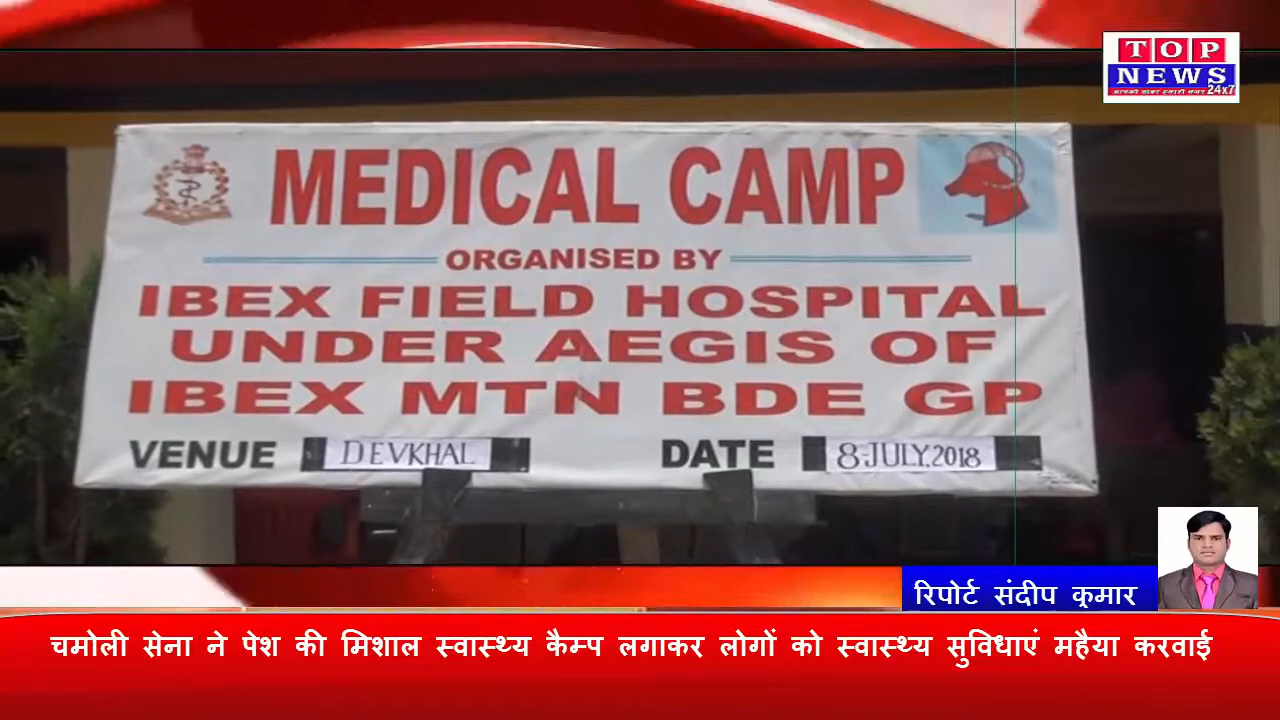 TOP
NEWS
24x7
MEDICAL CAMP
ORGANISED BY
IBEX FIELD HOSPITAL
UNDER AEGIS OF
IBEX MTN BDE GP
VENUE DEVKHAL DATE 8-JULY.2018
रिपोर्ट संदीप कुमार
चमोली सेना ने पेश की मिशाल स्वास्थ्य कैम्प लगाकर लोगों को स्वास्थ्य सुविधाएं महैया करवाई